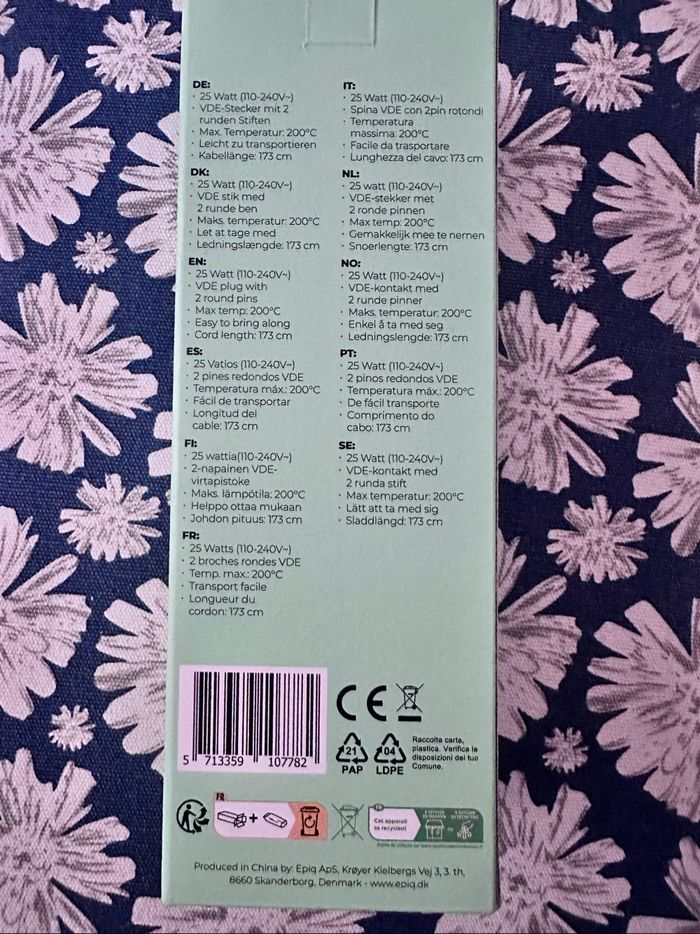 DE:
· 25 Watt (110-240V~)
· VDE-Stecker mit 2
runden Stiften
· Max. Temperatur: 200°C
· Leicht zu transportieren
· Kabellänge: 173 cm
DK:
· 25 Watt (110-240V~)
· VDE stik med
2 runde ben
· Maks. temperatur: 200°C
· Let at tage med
· Ledningslængde: 173 cm
EN:
· 25 Watt (110-240V~)
· VDE plug with
2 round pins
· Max temp: 200°C
· Easy to bring along
· Cord length: 173 cm
ES:
· 25 Vatios (110-240V~)
· 2 pines redondos VDE
· Temperatura máx.: 200°C
· Fácil de transportar
· Longitud del
cable: 173 cm
FI:
· 25 wattia(110-240V~)
· 2-napainen VDE-
virtapistoke
· Maks. lämpötila: 200°C
· Helppo ottaa mukaan
· Johdon pituus: 173 cm
FR:
· 25 Watts (110-240V~)
· 2 broches rondes VDE
· Temp. max.: 200°C
· Transport facile
· Longueur du
cordon: 173 cm
IT:
· 25 Watt (110-240V~)
· Spina VDE con 2pin rotondi
· Temperatura
massima: 200°C
· Facile da trasportare
· Lunghezza del cavo: 173 cm
NL:
· 25 watt (110-240V~)
· VDE-stekker met
2 ronde pinnen
· Max temp: 200°C
· Gemakkelijk mee te nemen
· Snoerlengte: 173 cm
NO:
· 25 Watt (110-240V~)
· VDE-kontakt med
2 runde pinner
· Maks. temperatur: 200°C
· Enkel å ta med seg
· Ledningslengde: 173 cm
PT:
· 25 Watt (110-240V~)
· 2 pinos redondos VDE
· Temperatura máx.: 200°C
· De fácil transporte
· Comprimento do
cabo: 173 cm
SE:
· 25 Watt (110-240V~)
· VDE-kontakt med
2 runda stift
· Max temperatur: 200°C
· Lätt att ta med sig
· Sladdlängd: 173 cm
5 713359 107782
CE
21
PAP
04
LDPE
Raccolta carta,
plastica. Verifica le
disposizioni del tuo
Comune.
FR
+
FR
Cet appareil
se recyclent
À DÉPOSER
EN MAGASIN
À DÉPOSER
EN DÉCHÈTERIE
Produced in China by: Epiq ApS, Krøyer Kielbergs Vej 3, 3. th,
8660 Skanderborg, Denmark · www.epiq.dk